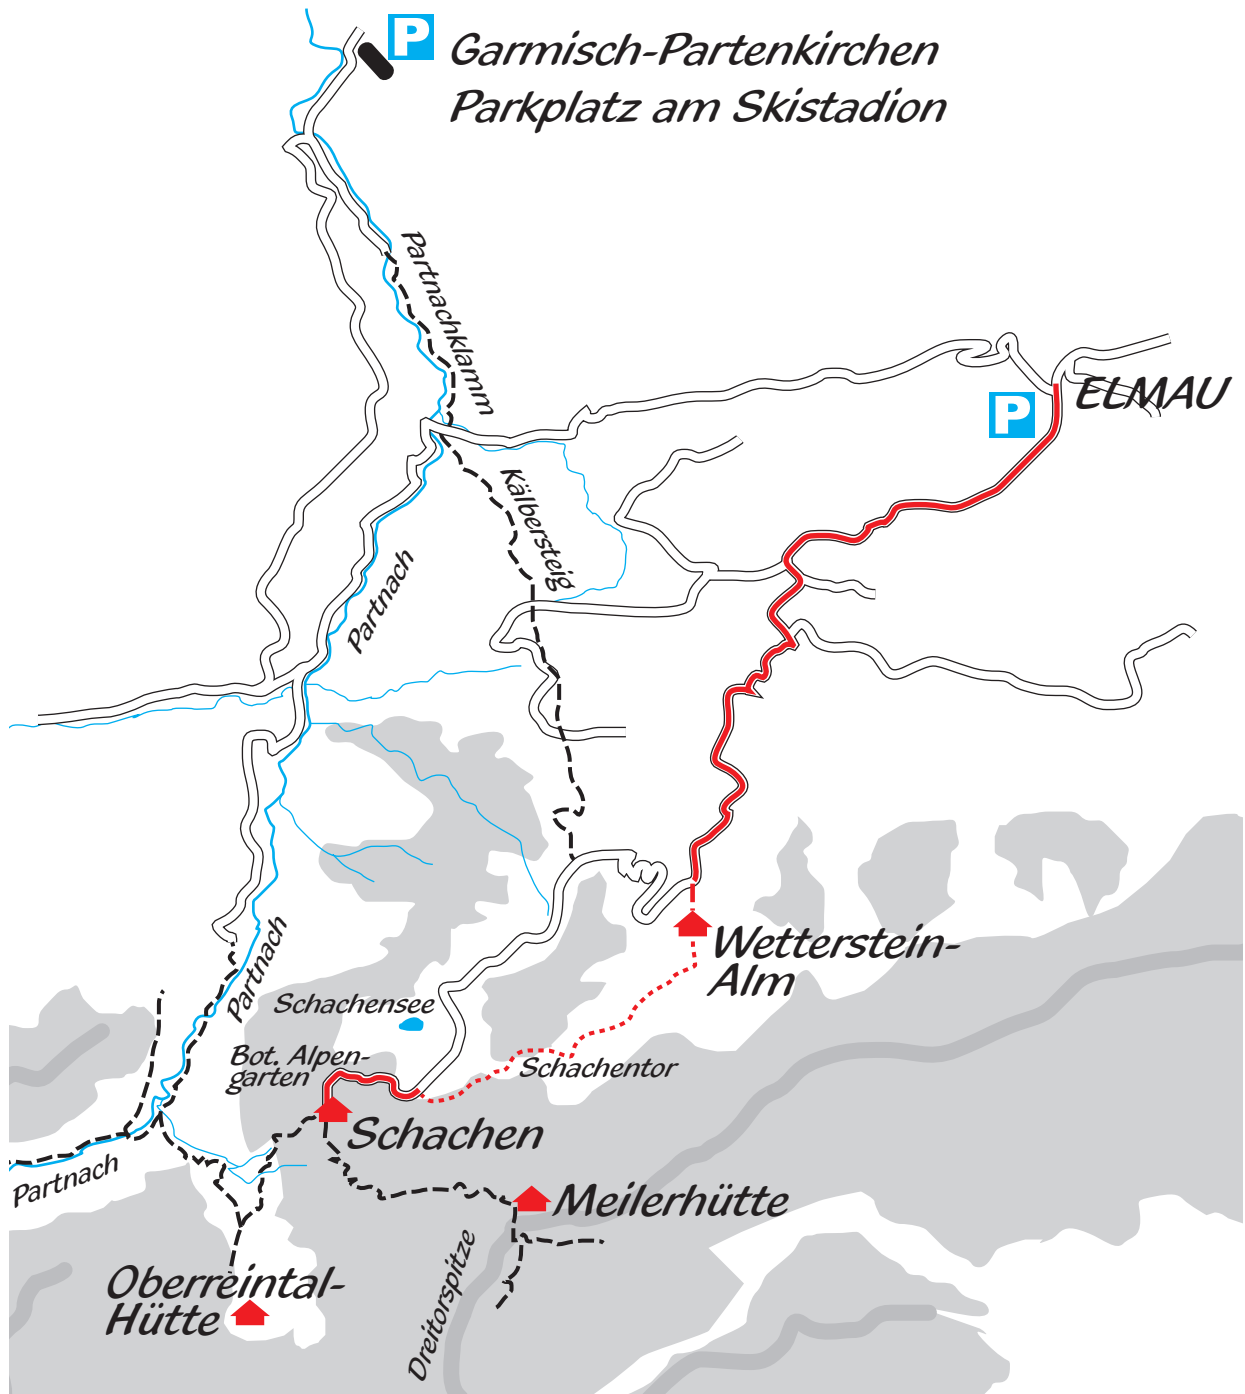 P
Garmisch-Partenkirchen
Parkplatz am Skistadion
Partnachklamm
ELMAU
P
Kälbersteig
Partnach
Wetterstein-
Alm
Partnach
Schachensee
Bot. Alpen-
garten
Schachentor
Schachen
Partnach
Meilerhütte
Dreitorspitze
Oberreintal-
Hütte